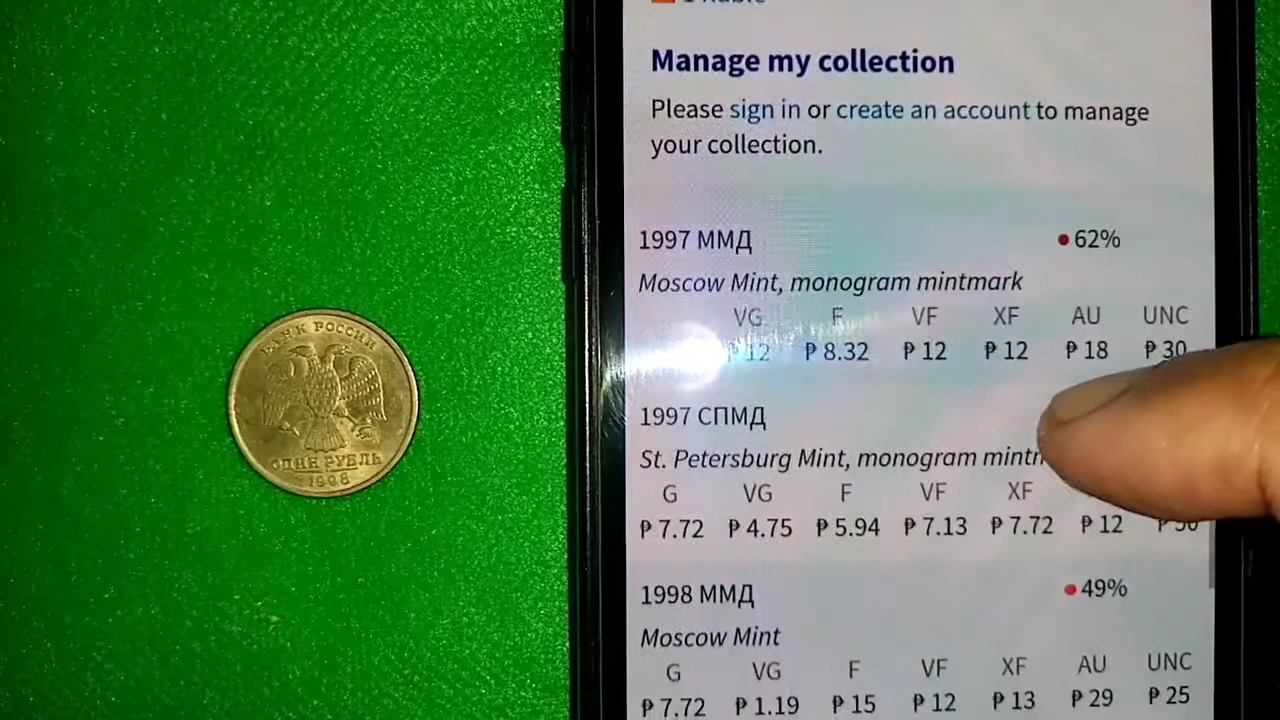 БАНК РОССИИ
ОДИН РУБЛЬ
1998
1 Ruble
Manage my collection
Please sign in or create an account to manage
your collection.
1997 ММД 62%
Moscow Mint, monogram mintmark
VG F VF XF AU UNC
₱ 12 ₱ 8.32 ₱ 12 ₱ 12 ₱ 18 ₱ 30
1997 СПМД
St. Petersburg Mint, monogram
G VG F VF XF
₱ 7.72 ₱ 4.75 ₱ 5.94 ₱ 7.13 ₱ 7.72 ₱ 12
1998 ММД 49%
Moscow Mint
G VG F VF XF AU UNC
₱ 7.72 ₱ 1.19 ₱ 15 ₱ 12 ₱ 13 ₱ 29 ₱ 25